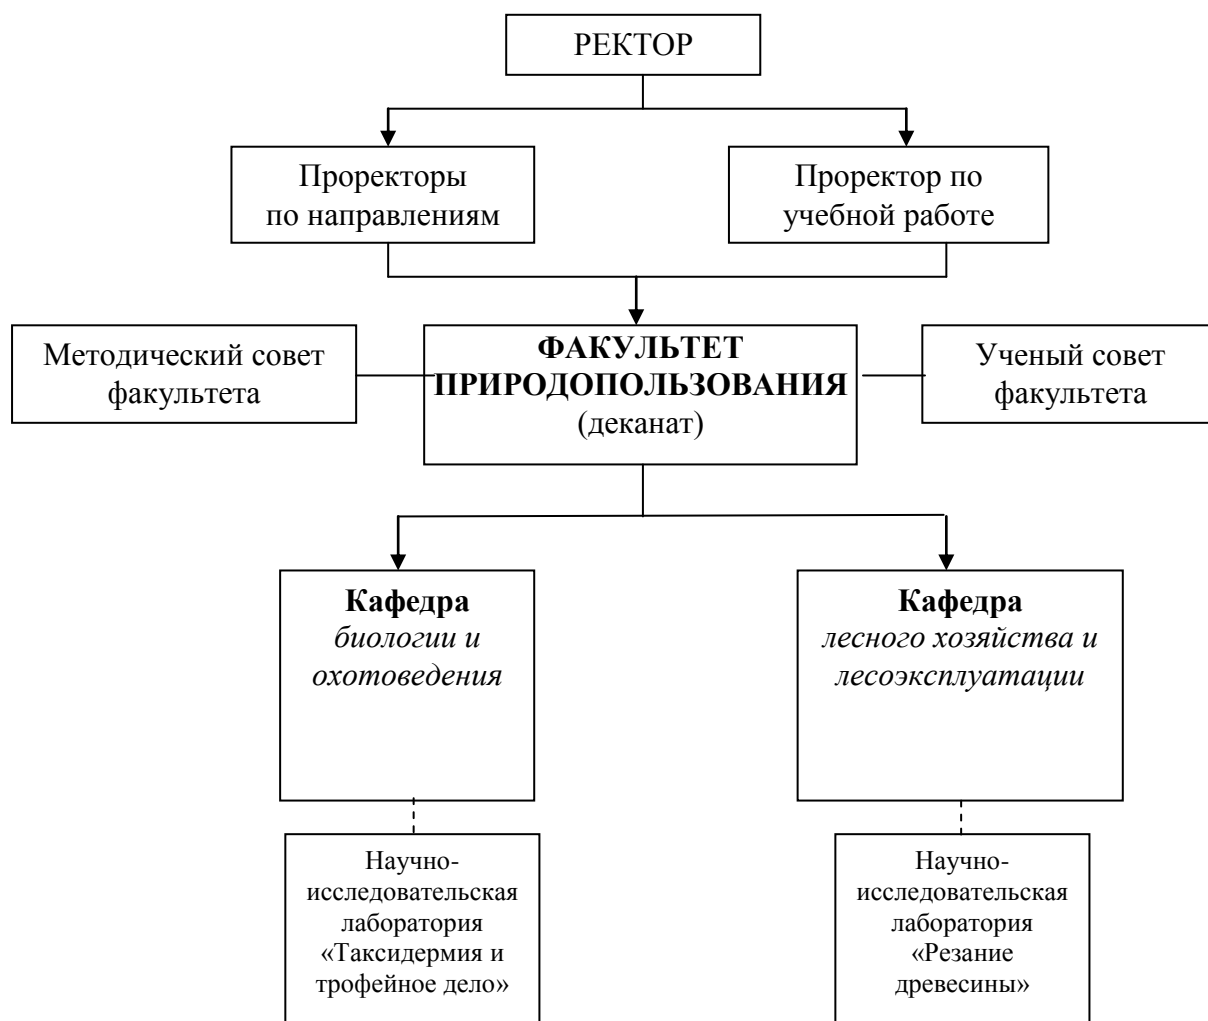 РЕКТОР
Проректоры
по направлениям
Проректор по
учебной работе
Методический совет
факультета
ФАКУЛЬТЕТ
ПРИРОДОПОЛЬЗОВАНИЯ
(деканат)
Ученый совет
факультета
Кафедра
биологии и
охотоведения
Кафедра
лесного хозяйства и
лесоэксплуатации
Научно-
исследовательская
лаборатория
«Таксидермия и
трофейное дело»
Научно-
исследовательская
лаборатория
«Резание
древесины»